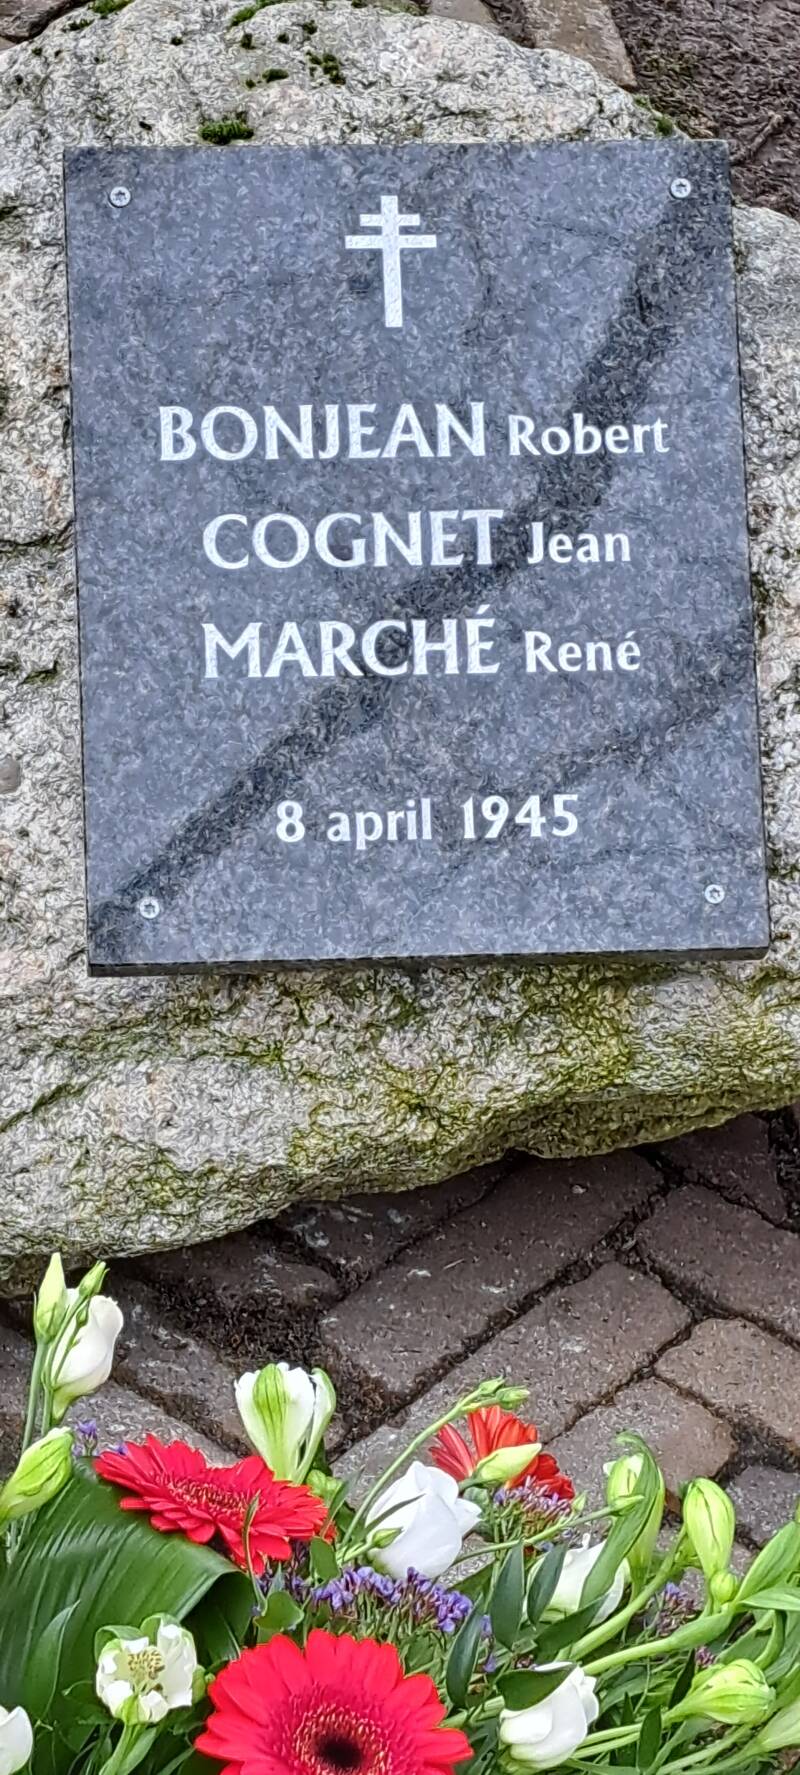 BONJEAN Robert
COGNET Jean
MARCHÉ René
8 april 1945